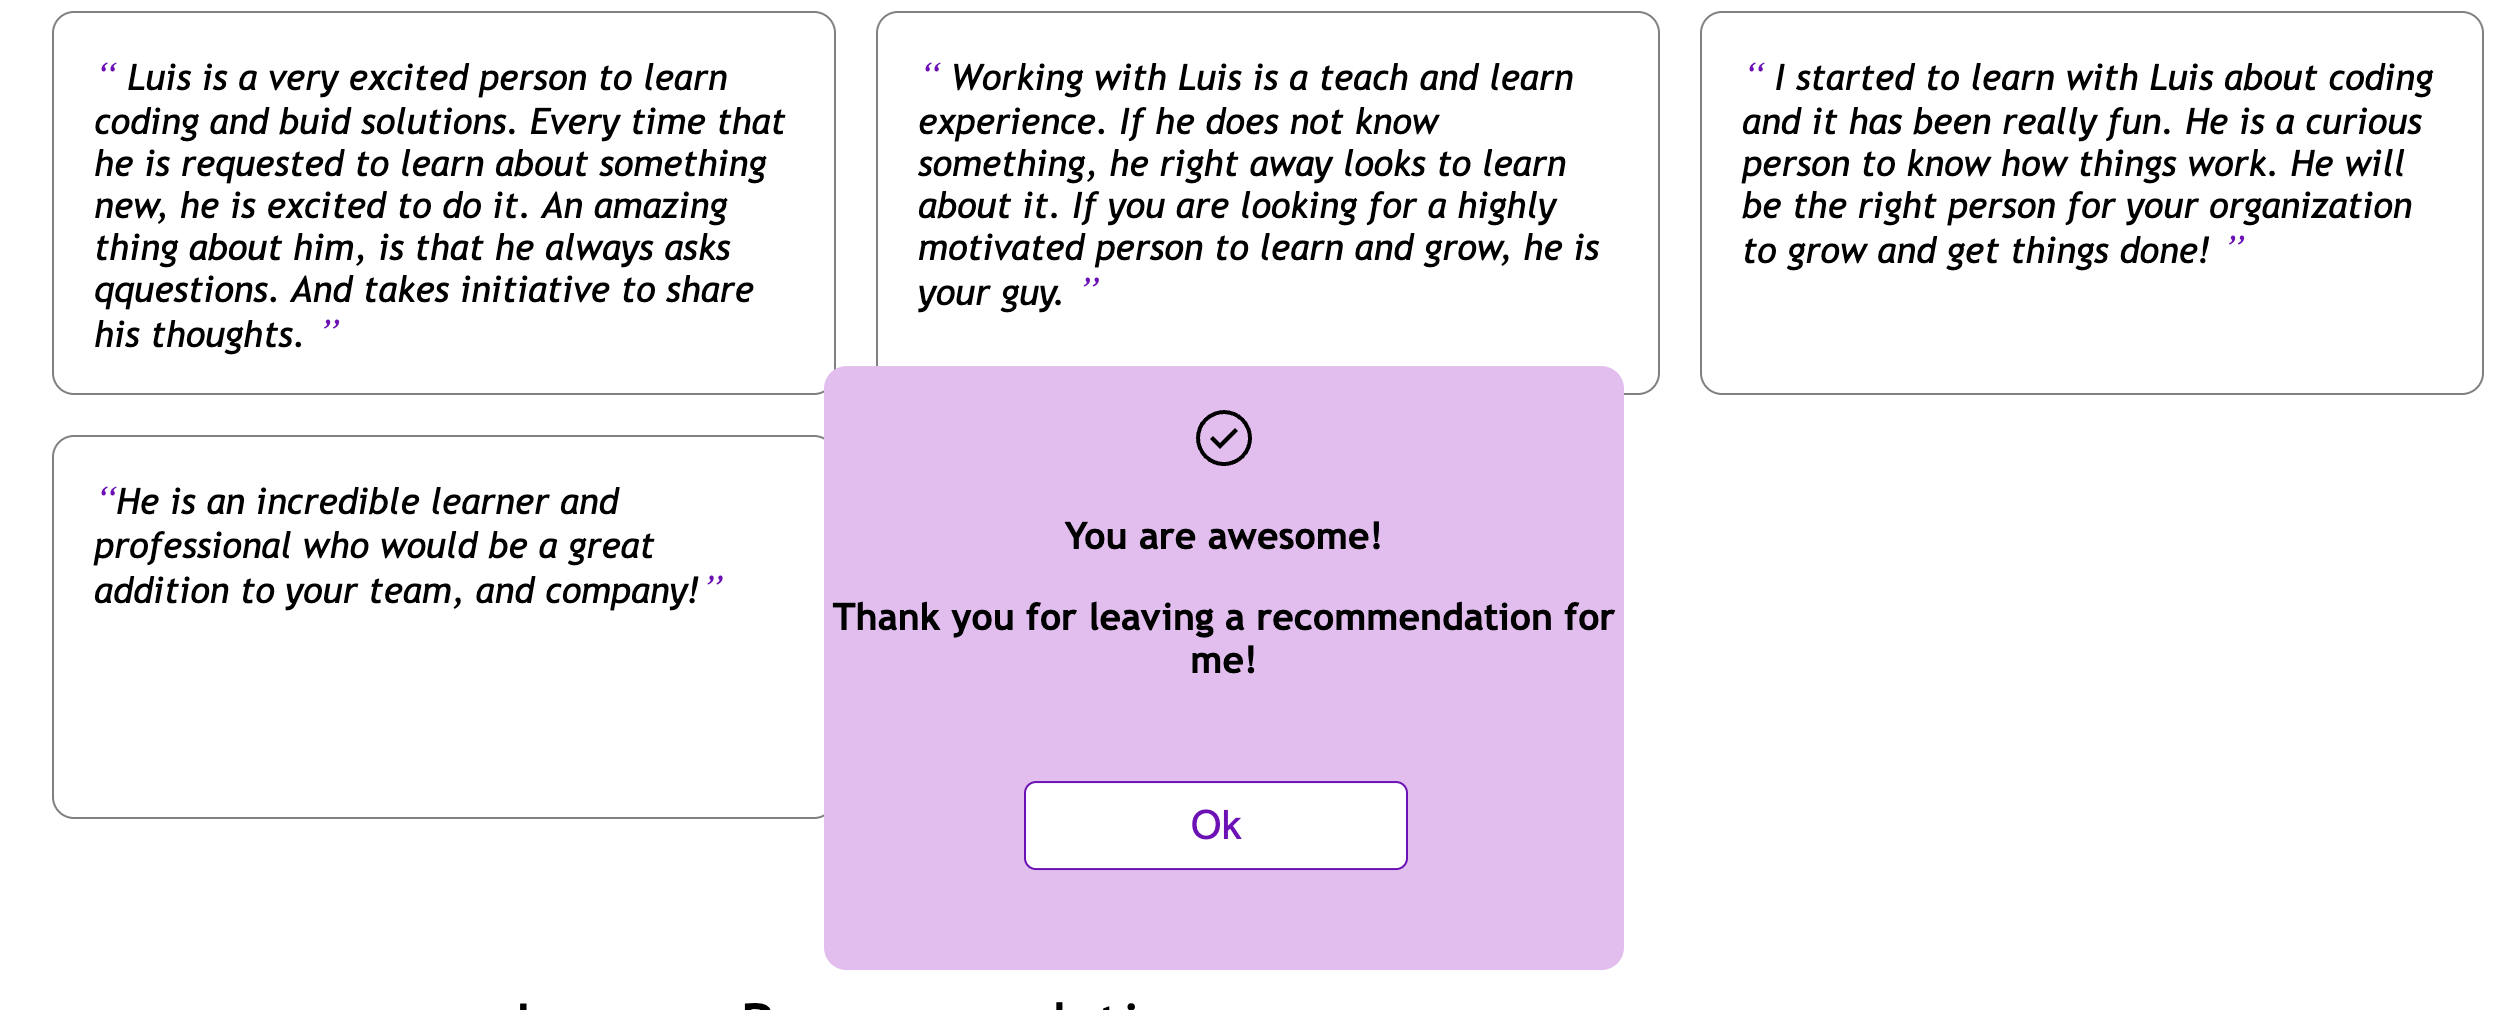 “ Luis is a very excited person to learn
coding and buid solutions. Every time that
he is requested to learn about something
new, he is excited to do it. An amazing
thing about him, is that he always asks
qquestions. And takes initiative to share
his thoughts. ”
“ Working with Luis is a teach and learn
experience. If he does not know
something, he right away looks to learn
about it. If you are looking for a highly
motivated person to learn and grow, he is
your guy. ”
“ I started to learn with Luis about coding
and it has been really fun. He is a curious
person to know how things work. He will
be the right person for your organization
to grow and get things done! ”
“He is an incredible learner and
professional who would be a great
addition to your team, and company!”
You are awesome!
Thank you for leaving a recommendation for
me!
Ok